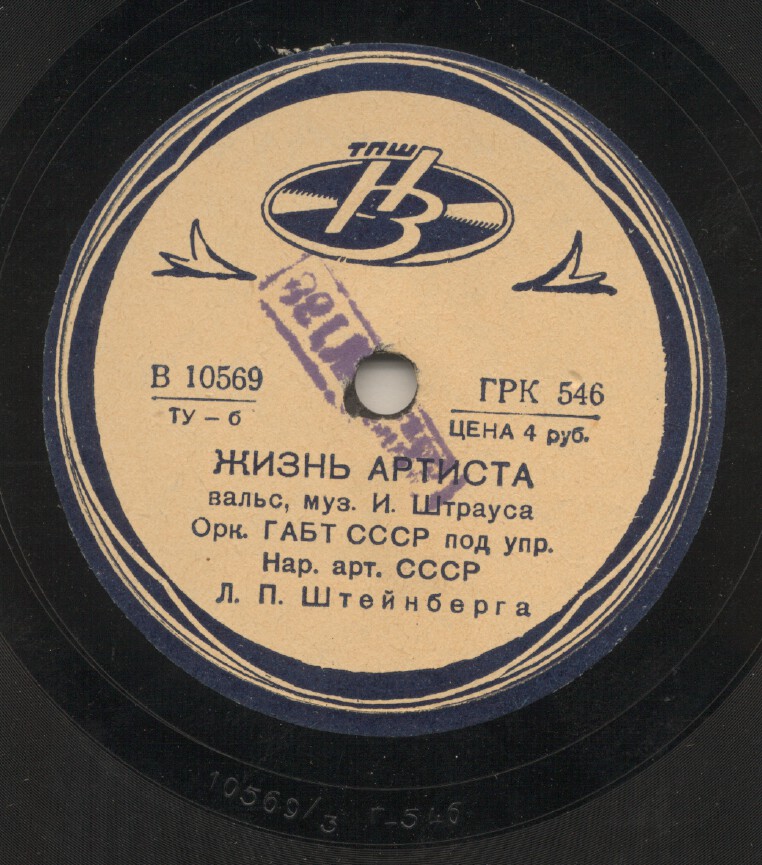 ТПШ
НЗ
В 10569
ТУ – б
ГРК 546
ЦЕНА 4 руб.
ЖИЗНЬ АРТИСТА
вальс, муз. И. Штрауса
Орк. ГАБТ СССР под упр.
Нар. арт. СССР
Л. П. Штейнберга
10569/3 Г-546